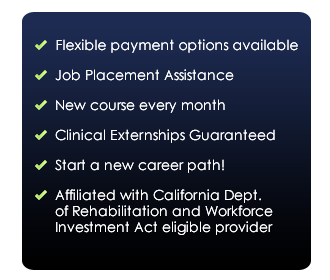 Flexible payment options available
Job Placement Assistance
New course every month
Clinical Externships Guaranteed
Start a new career path!
Affiliated with California Dept.
of Rehabilitation and Workforce
Investment Act eligible provider